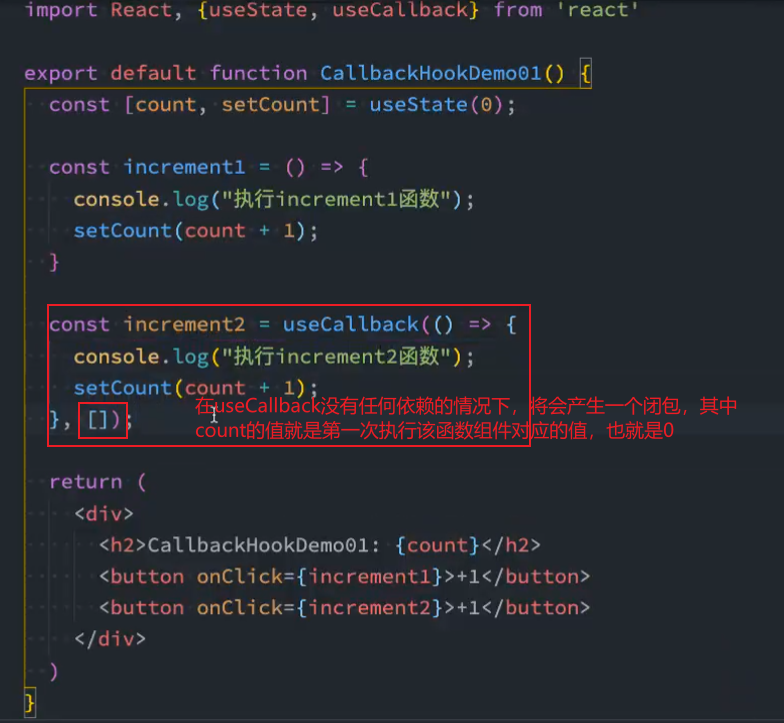 import React, {useState, useCallback} from 'react'
export default function CallbackHookDemo01() {
const [count, setCount] = useState(0);
const increment1 = () => {
console.log("执行increment1函数");
setCount(count + 1);
}
const increment2 = useCallback(() => {
console.log("执行increment2函数");
setCount(count + 1);
}, []);
在useCallback没有任何依赖的情况下，将会产生一个闭包，其中
count的值就是第一次执行该函数组件对应的值，也就是0
return (
<div>
<h2>CallbackHookDemo01: {count}</h2>
<button onClick={increment1}>+1</button>
<button onClick={increment2}>+1</button>
</div>
)
}